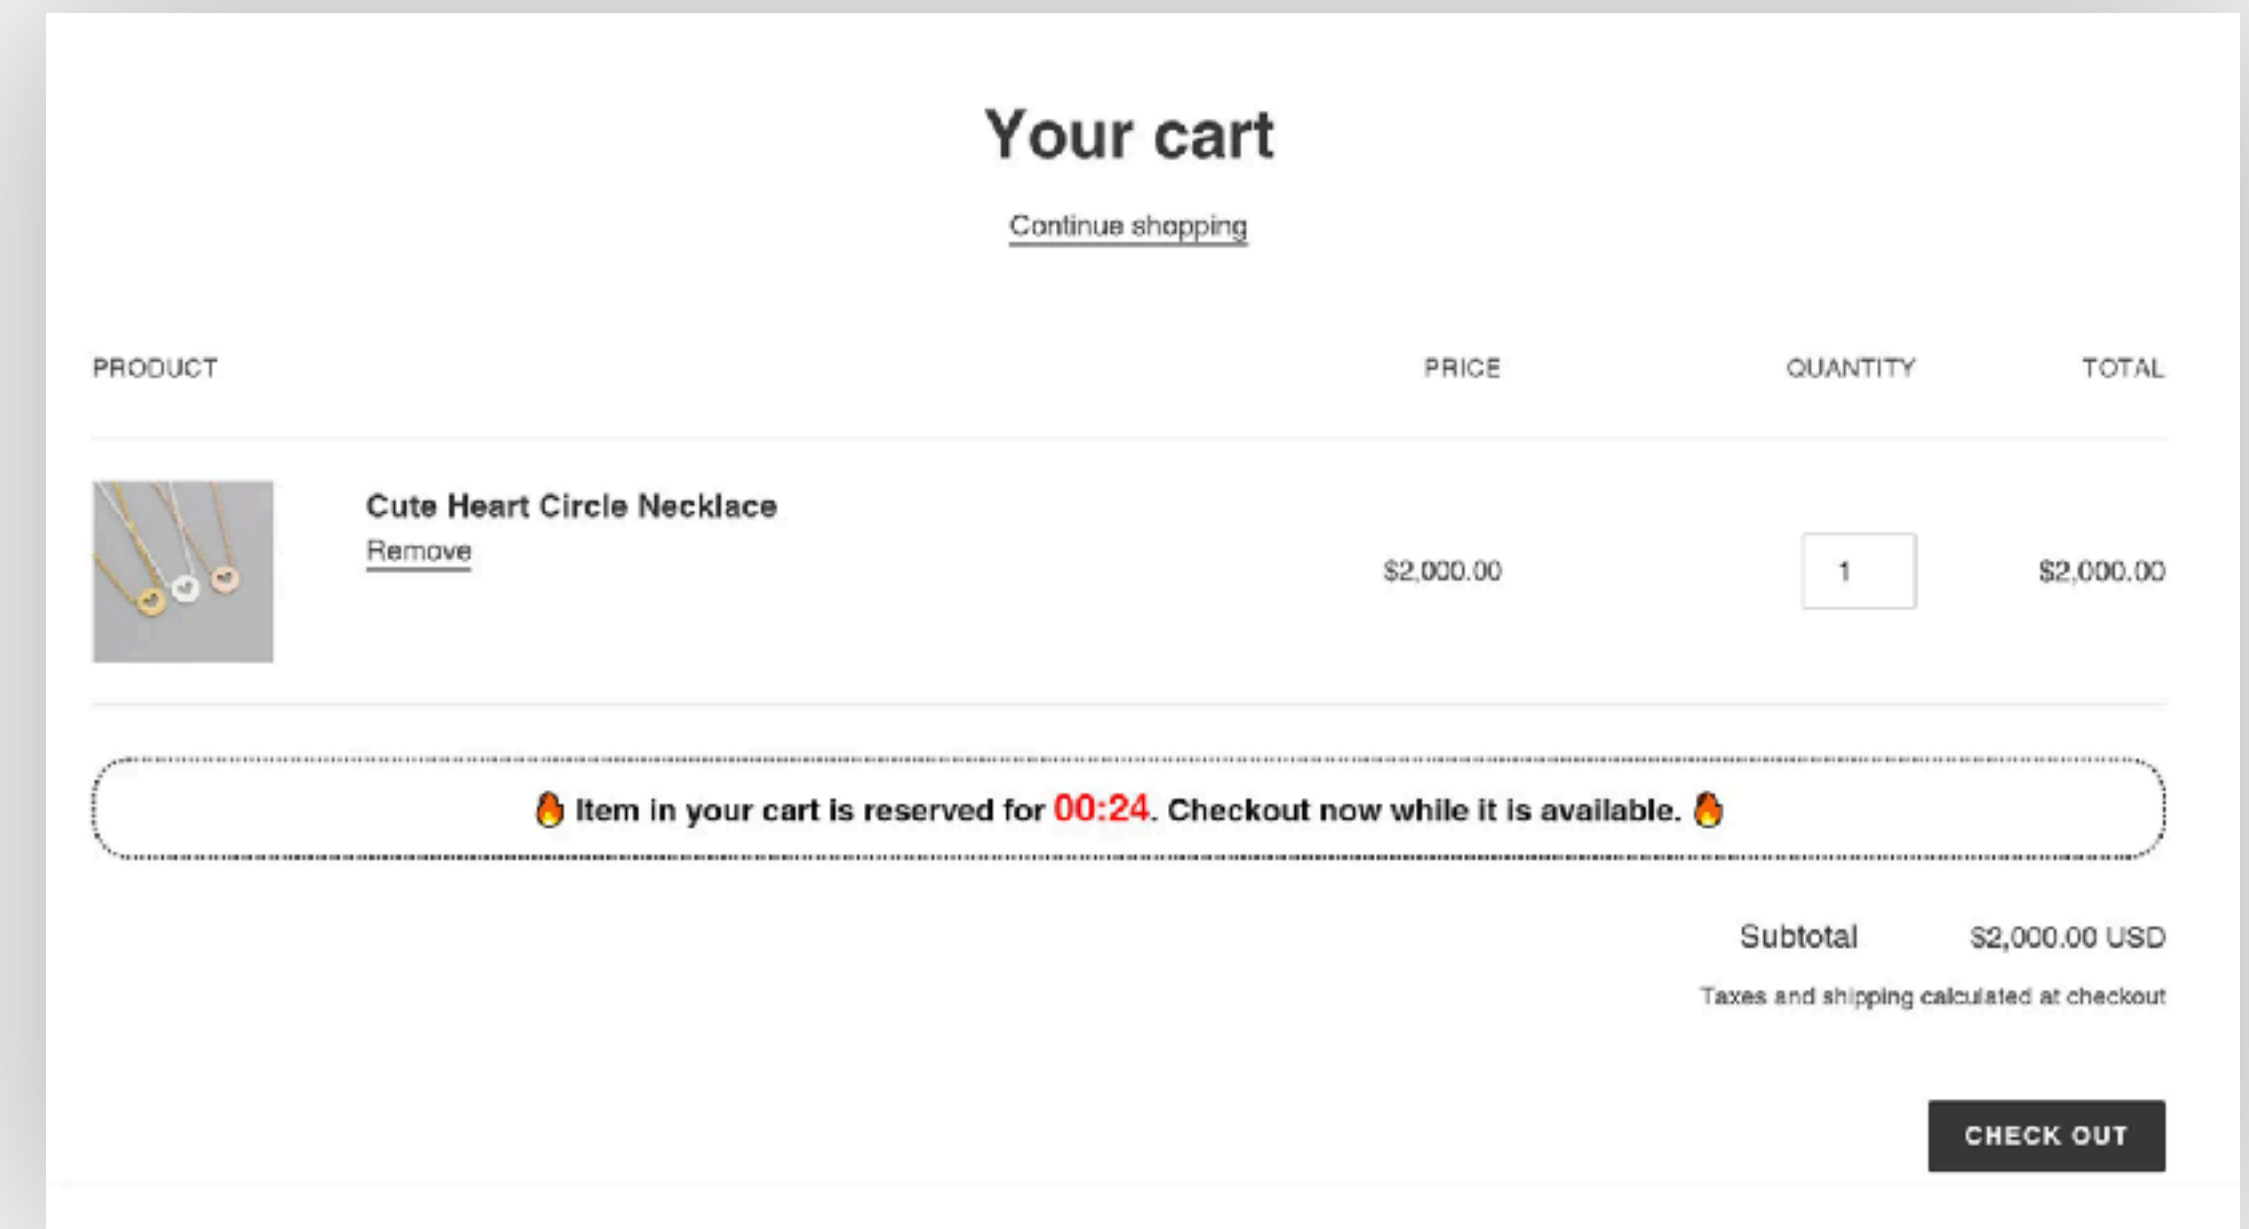 Your cart
Continue shopping
PRODUCT PRICE QUANTITY TOTAL
Cute Heart Circle Necklace
Remove
$2,000.00 1 $2,000.00
🔥 Item in your cart is reserved for 00:24. Checkout now while it is available. 🔥
Subtotal $2,000.00 USD
Taxes and shipping calculated at checkout
CHECK OUT